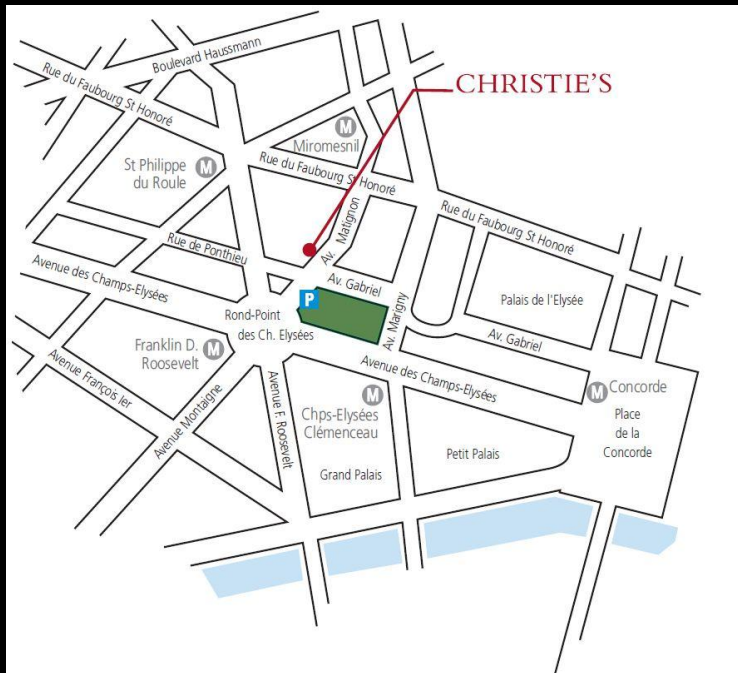 Boulevard Haussmann
Rue du Faubourg St Honoré
CHRISTIE'S
M
Miromesnil
St Philippe
du Roule
M
Rue du Faubourg St Honoré
Rue du Faubourg St Honoré
Av. Matignon
Rue de Ponthieu
Avenue des Champs-Elysées
Av. Gabriel
P
Palais de l'Elysée
Rond-Point
des Ch. Elysées
Av. Marigny
Av. Gabriel
Franklin D.
Roosevelt
M
Avenue des Champs-Elysées
Avenue François Ier
Avenue Montaigne
Avenue F. Roosevelt
M
Chps-Elysées
Clémenceau
Grand Palais
Petit Palais
M Concorde
Place
de la
Concorde